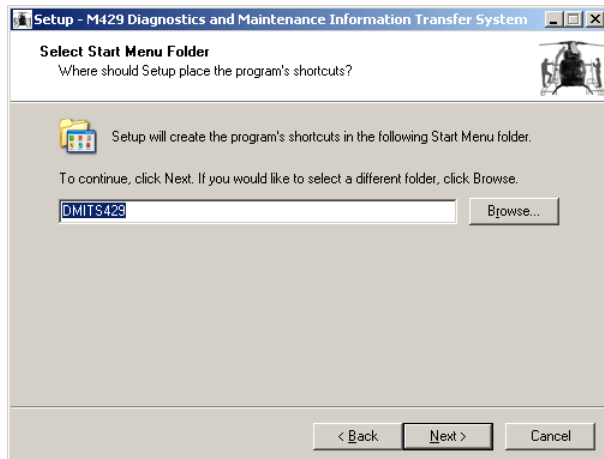 Setup - M429 Diagnostics and Maintenance Information Transfer System
Select Start Menu Folder
Where should Setup place the program's shortcuts?
Setup will create the program's shortcuts in the following Start Menu folder.
To continue, click Next. If you would like to select a different folder, click Browse.
DMITS429
Browse...
< Back
Next >
Cancel